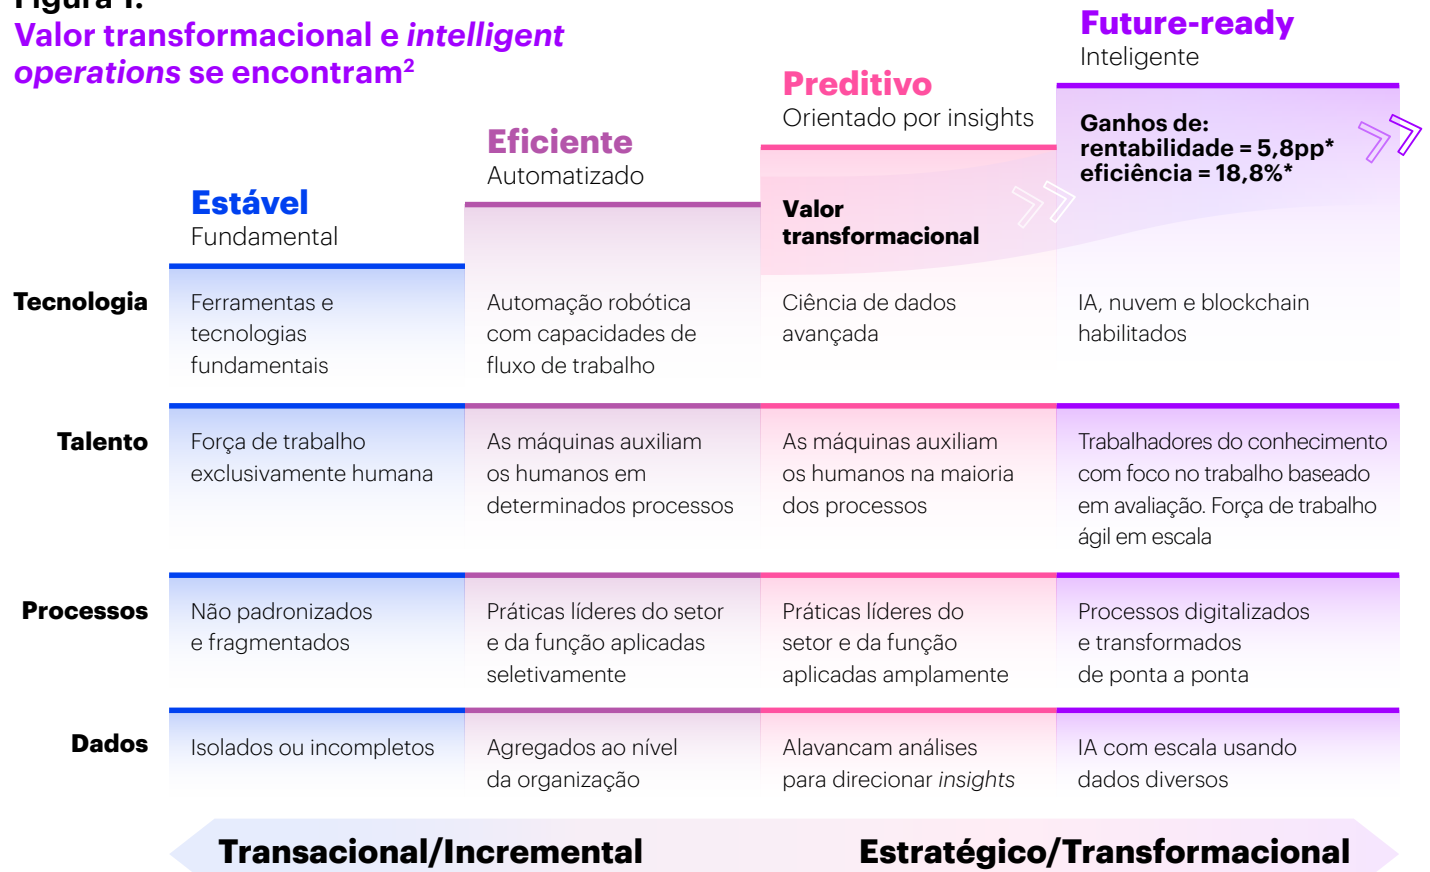 Figura 1:
Valor transformacional e intelligent
operations se encontram²
Future-ready
Inteligente
Preditivo
Orientado por insights
Eficiente
Automatizado
Estável
Fundamental
Ganhos de:
rentabilidade = 5,8pp*
eficiência = 18,8%*
Valor
transformacional
Tecnologia
Ferramentas e
tecnologias
fundamentais
Automação robótica
com capacidades de
fluxo de trabalho
Ciência de dados
avançada
IA, nuvem e blockchain
habilitados
Talento
Força de trabalho
exclusivamente humana
As máquinas auxiliam
os humanos em
determinados processos
As máquinas auxiliam
os humanos na maioria
dos processos
Trabalhadores do conhecimento
com foco no trabalho baseado
em avaliação. Força de trabalho
ágil em escala
Processos
Não padronizados
e fragmentados
Práticas líderes do setor
e da função aplicadas
seletivamente
Práticas líderes do
setor e da função
aplicadas amplamente
Processos digitalizados
e transformados
de ponta a ponta
Dados
Isolados ou incompletos
Agregados ao nível
da organização
Alavancam análises
para direcionar insights
IA com escala usando
dados diversos
Transacional/Incremental
Estratégico/Transformacional